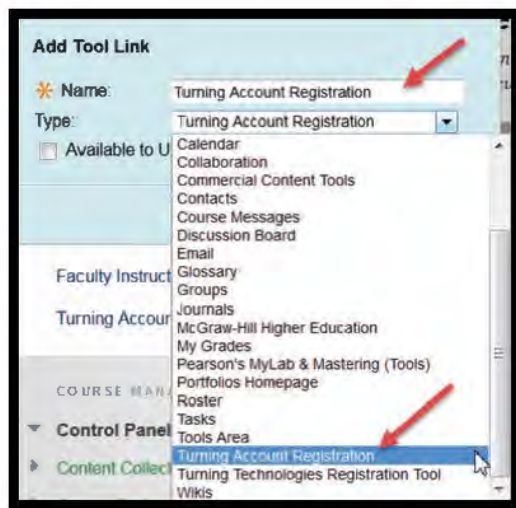 Add Tool Link
Name: Turning Account Registration
Type: Turning Account Registration
Available to U
Calendar
Collaboration
Commercial Content Tools
Contacts
Course Messages
Discussion Board
Email
Glossary
Groups
Journals
McGraw-Hill Higher Education
My Grades
Pearson's MyLab & Mastering (Tools)
Portfolios Homepage
Roster
Tasks
Tools Area
Turning Account Registration
Turning Technologies Registration Tool
Wikis
Faculty Instruct
Turning Accour
COURSE MANA
Control Panel
Content Collec